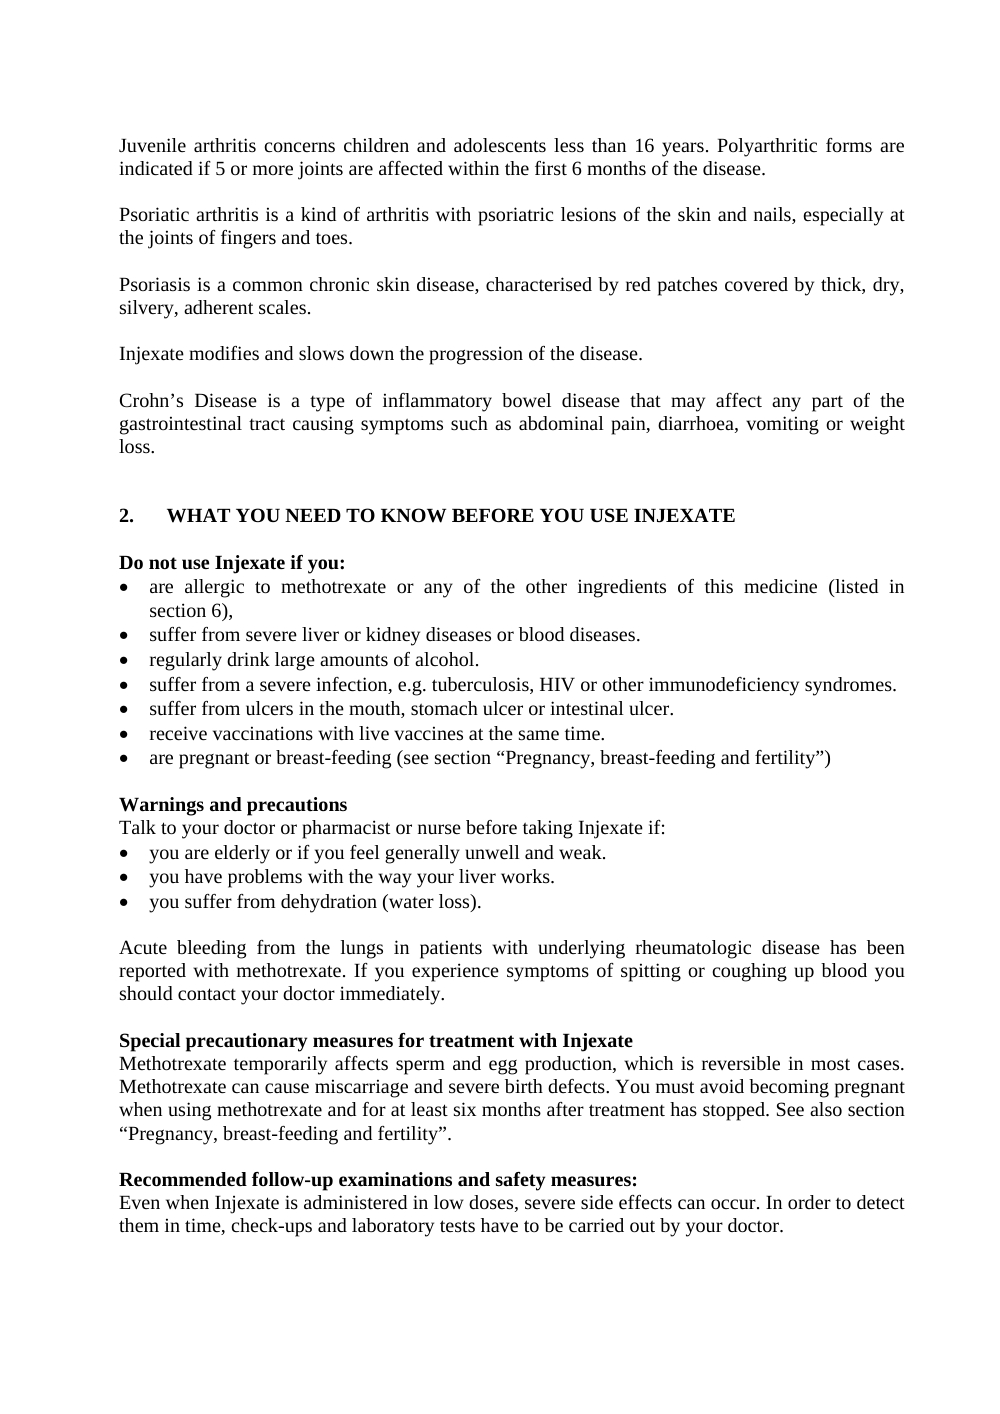 Juvenile arthritis concerns children and adolescents less than 16 years. Polyarthritic forms are
indicated if 5 or more joints are affected within the first 6 months of the disease.
Psoriatic arthritis is a kind of arthritis with psoriatric lesions of the skin and nails, especially at
the joints of fingers and toes.
Psoriasis is a common chronic skin disease, characterised by red patches covered by thick, dry,
silvery, adherent scales.
Injexate modifies and slows down the progression of the disease.
Crohn’s Disease is a type of inflammatory bowel disease that may affect any part of the
gastrointestinal tract causing symptoms such as abdominal pain, diarrhoea, vomiting or weight
loss.
2. WHAT YOU NEED TO KNOW BEFORE YOU USE INJEXATE
Do not use Injexate if you:
• are allergic to methotrexate or any of the other ingredients of this medicine (listed in
section 6),
• suffer from severe liver or kidney diseases or blood diseases.
• regularly drink large amounts of alcohol.
• suffer from a severe infection, e.g. tuberculosis, HIV or other immunodeficiency syndromes.
• suffer from ulcers in the mouth, stomach ulcer or intestinal ulcer.
• receive vaccinations with live vaccines at the same time.
• are pregnant or breast-feeding (see section “Pregnancy, breast-feeding and fertility”)
Warnings and precautions
Talk to your doctor or pharmacist or nurse before taking Injexate if:
• you are elderly or if you feel generally unwell and weak.
• you have problems with the way your liver works.
• you suffer from dehydration (water loss).
Acute bleeding from the lungs in patients with underlying rheumatologic disease has been
reported with methotrexate. If you experience symptoms of spitting or coughing up blood you
should contact your doctor immediately.
Special precautionary measures for treatment with Injexate
Methotrexate temporarily affects sperm and egg production, which is reversible in most cases.
Methotrexate can cause miscarriage and severe birth defects. You must avoid becoming pregnant
when using methotrexate and for at least six months after treatment has stopped. See also section
“Pregnancy, breast-feeding and fertility”.
Recommended follow-up examinations and safety measures:
Even when Injexate is administered in low doses, severe side effects can occur. In order to detect
them in time, check-ups and laboratory tests have to be carried out by your doctor.